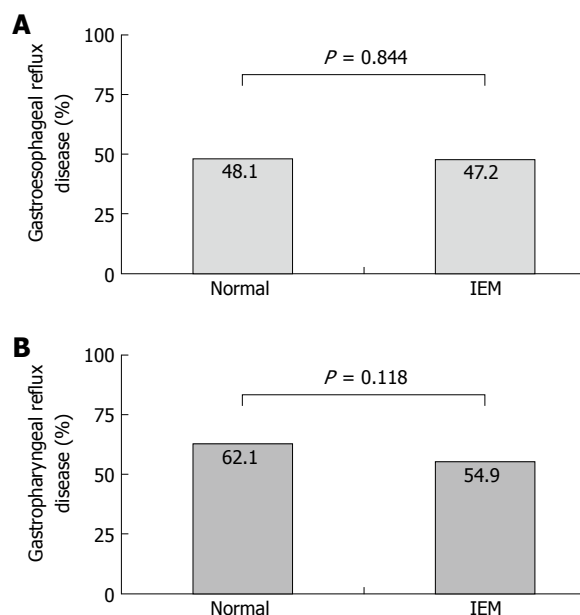 A
Gastroesophageal reflux
disease (%)
100
75
50
25
0
P = 0.844
48.1
47.2
Normal
IEM
B
Gastropharyngeal reflux
disease (%)
100
75
50
25
0
P = 0.118
62.1
54.9
Normal
IEM